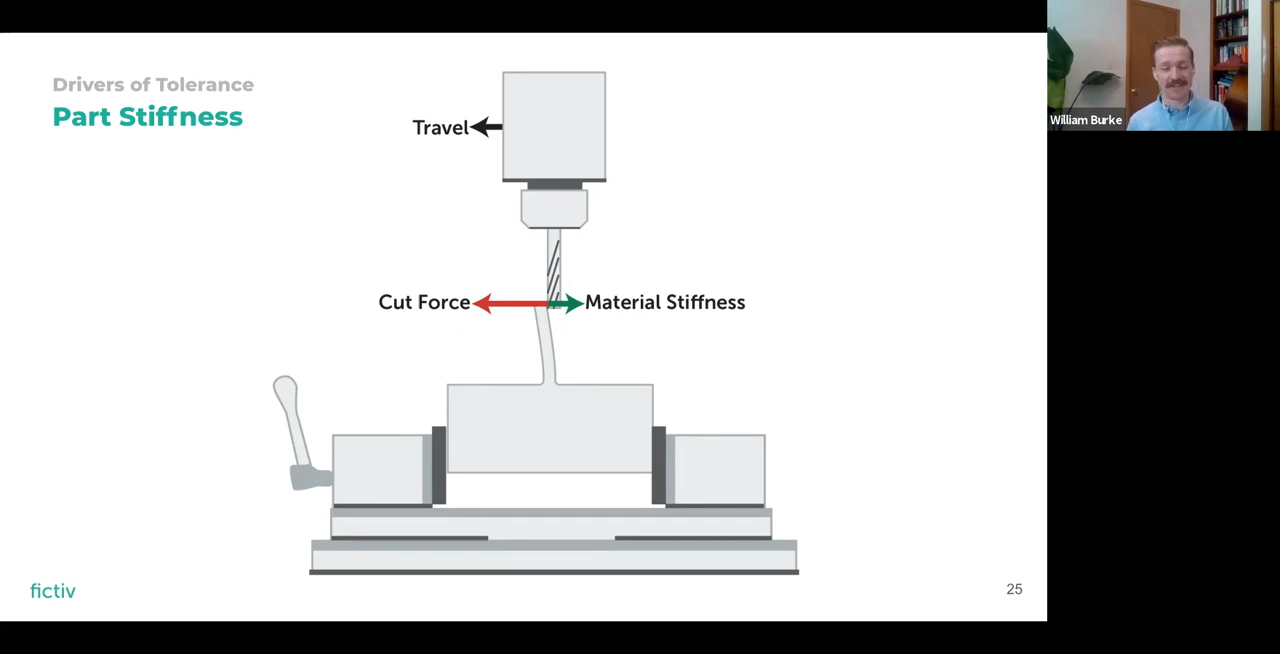 Drivers of Tolerance
Part Stiffness
Travel
Cut Force
Material Stiffness
fictiv
25
William Burke